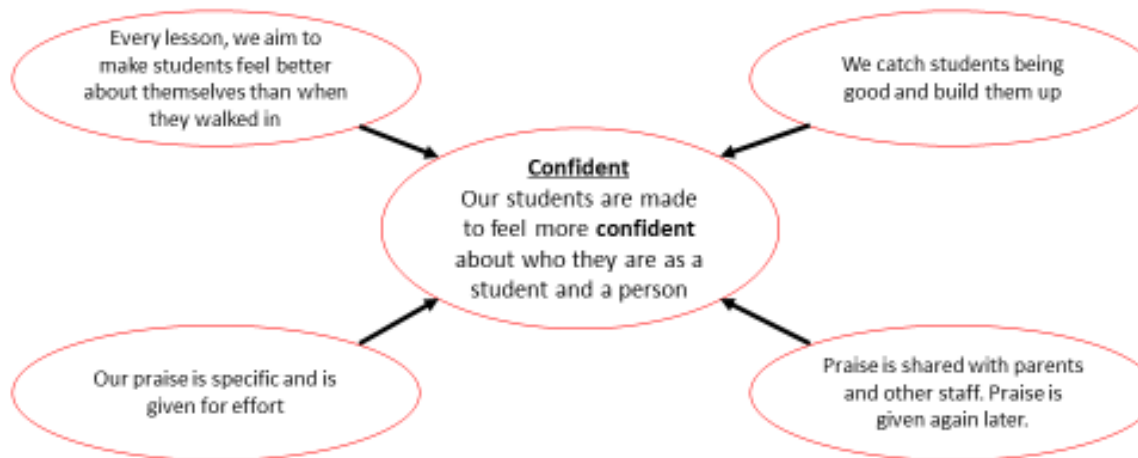 Every lesson, we aim to
make students feel better
about themselves than when
they walked in
We catch students being
good and build them up
Confident
Our students are made
to feel more confident
about who they are as a
student and a person
Our praise is specific and is
given for effort
Praise is shared with parents
and other staff. Praise is
given again later.